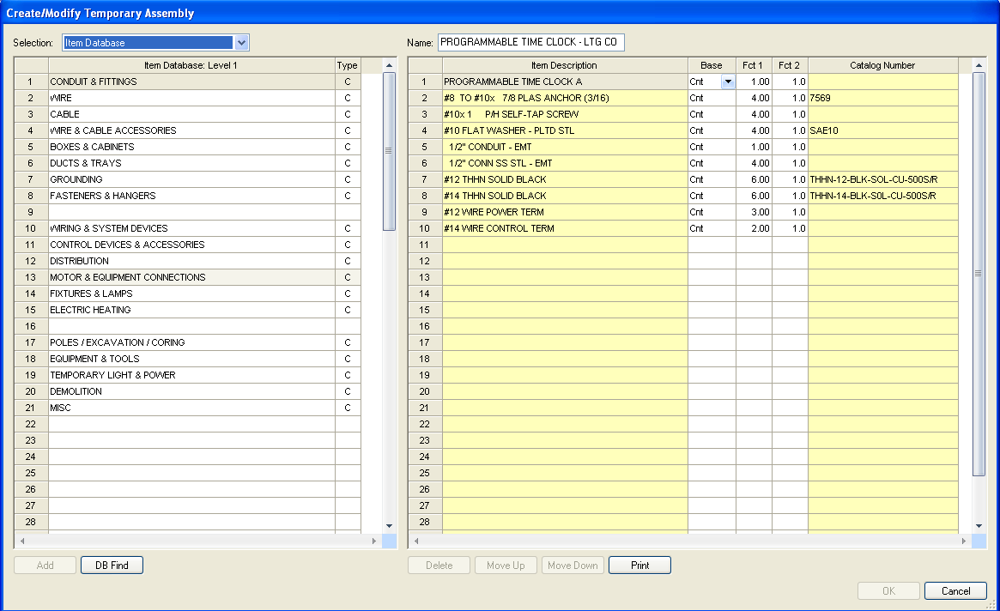 Create/Modify Temporary Assembly
Selection: Item Database
Name: PROGRAMMABLE TIME CLOCK - LTG CO
Item Database: Level 1 Type
1 CONDUIT & FITTINGS C
2 WIRE C
3 CABLE C
4 WIRE & CABLE ACCESSORIES C
5 BOXES & CABINETS C
6 DUCTS & TRAYS C
7 GROUNDING C
8 FASTENERS & HANGERS C
9
10 WIRING & SYSTEM DEVICES C
11 CONTROL DEVICES & ACCESSORIES C
12 DISTRIBUTION C
13 MOTOR & EQUIPMENT CONNECTIONS C
14 FIXTURES & LAMPS C
15 ELECTRIC HEATING C
16
17 POLES / EXCAVATION / CORING C
18 EQUIPMENT & TOOLS C
19 TEMPORARY LIGHT & POWER C
20 DEMOLITION C
21 MISC C
22
23
24
25
26
27
28
Item Description Base Fct 1 Fct 2 Catalog Number
1 PROGRAMMABLE TIME CLOCK A Cnt 1.00 1.0
2 #8 TO #10x 7/8 PLAS ANCHOR (3/16) Cnt 4.00 1.0 7569
3 #10x 1 P/H SELF-TAP SCREW Cnt 4.00 1.0
4 #10 FLAT WASHER - PLTD STL Cnt 4.00 1.0 SAE10
5 1/2" CONDUIT - EMT Cnt 1.00 1.0
6 1/2" CONN SS STL - EMT Cnt 4.00 1.0
7 #12 THHN SOLID BLACK Cnt 6.00 1.0 THHN-12-BLK-SOL-CU-500S/R
8 #14 THHN SOLID BLACK Cnt 6.00 1.0 THHN-14-BLK-S0L-CU-500S/R
9 #12 WIRE POWER TERM Cnt 3.00 1.0
10 #14 WIRE CONTROL TERM Cnt 2.00 1.0
11
12
13
14
15
16
17
18
19
20
21
22
23
24
25
26
27
28
Add DB Find
Delete Move Up Move Down Print
OK Cancel